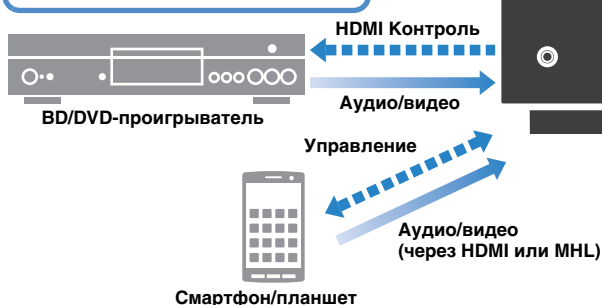 HDMI Контроль
Аудио/видео
BD/DVD-проигрыватель
Управление
Аудио/видео
(через HDMI или MHL)
Смартфон/планшет